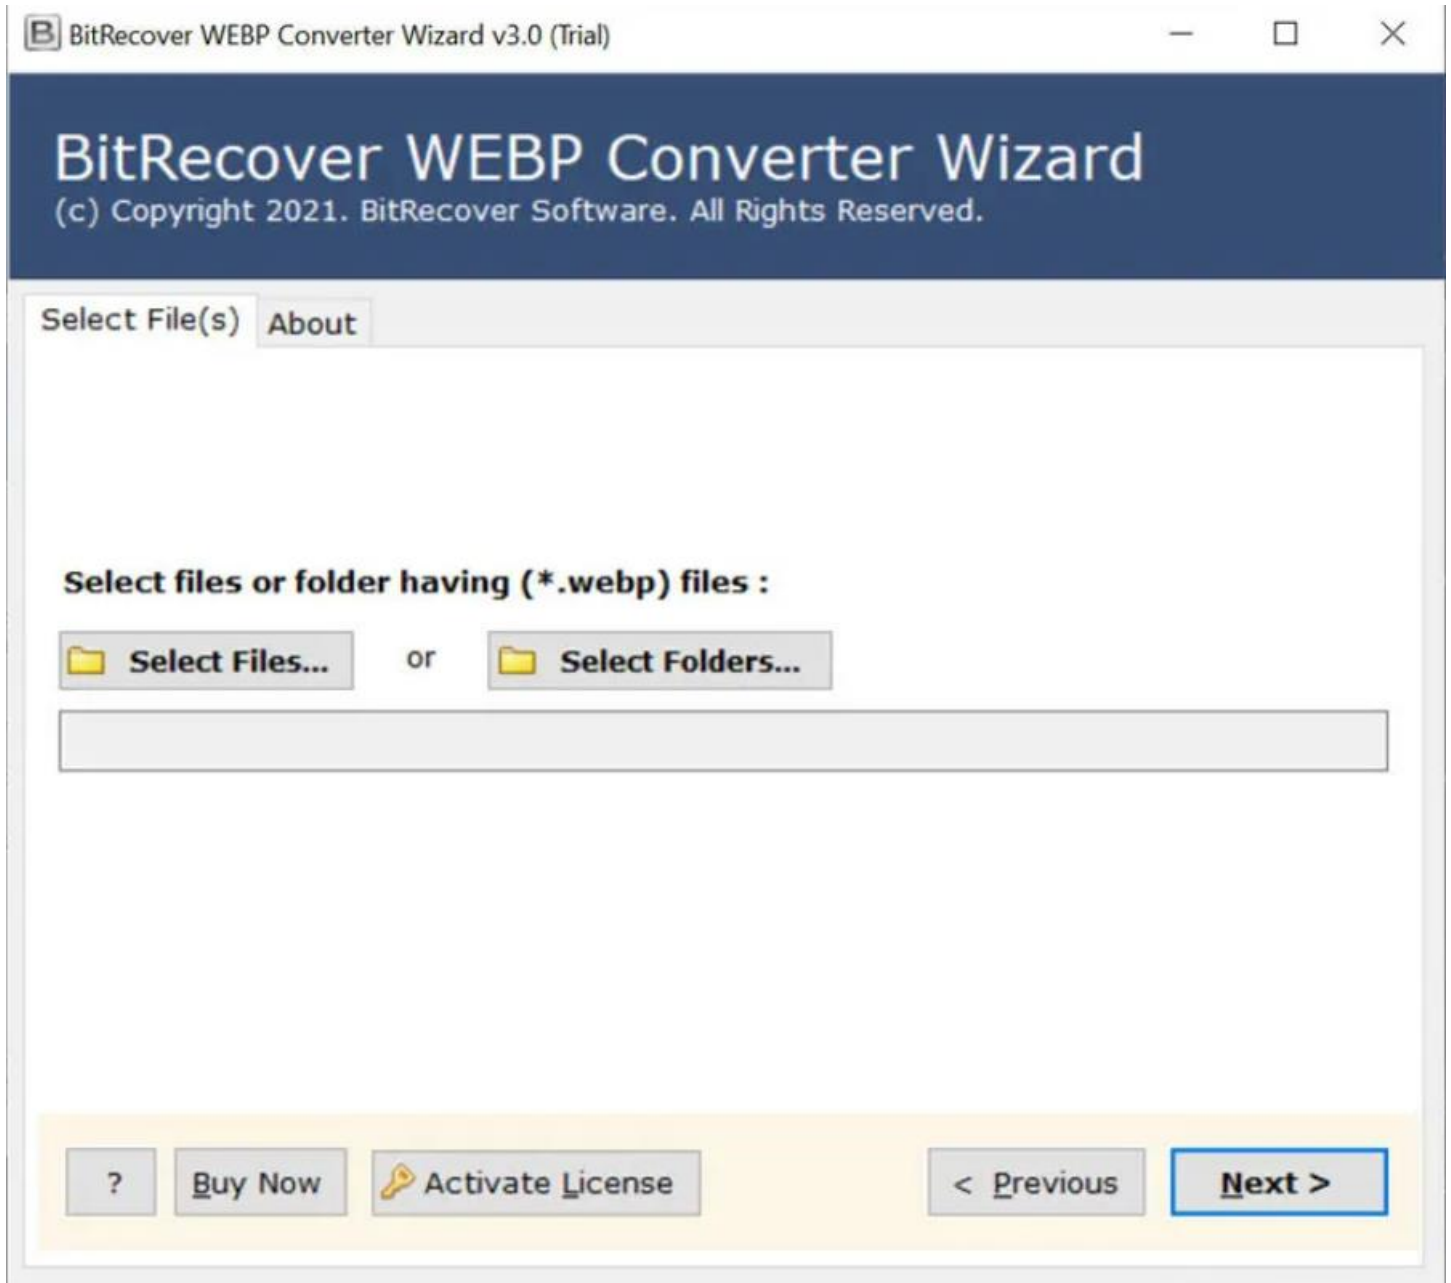 BitRecover WEBP Converter Wizard v3.0 (Trial)
BitRecover WEBP Converter Wizard
(c) Copyright 2021. BitRecover Software. All Rights Reserved.
Select File(s) About
Select files or folder having (*.webp) files :
Select Files... or Select Folders...
? Buy Now Activate License < Previous Next >